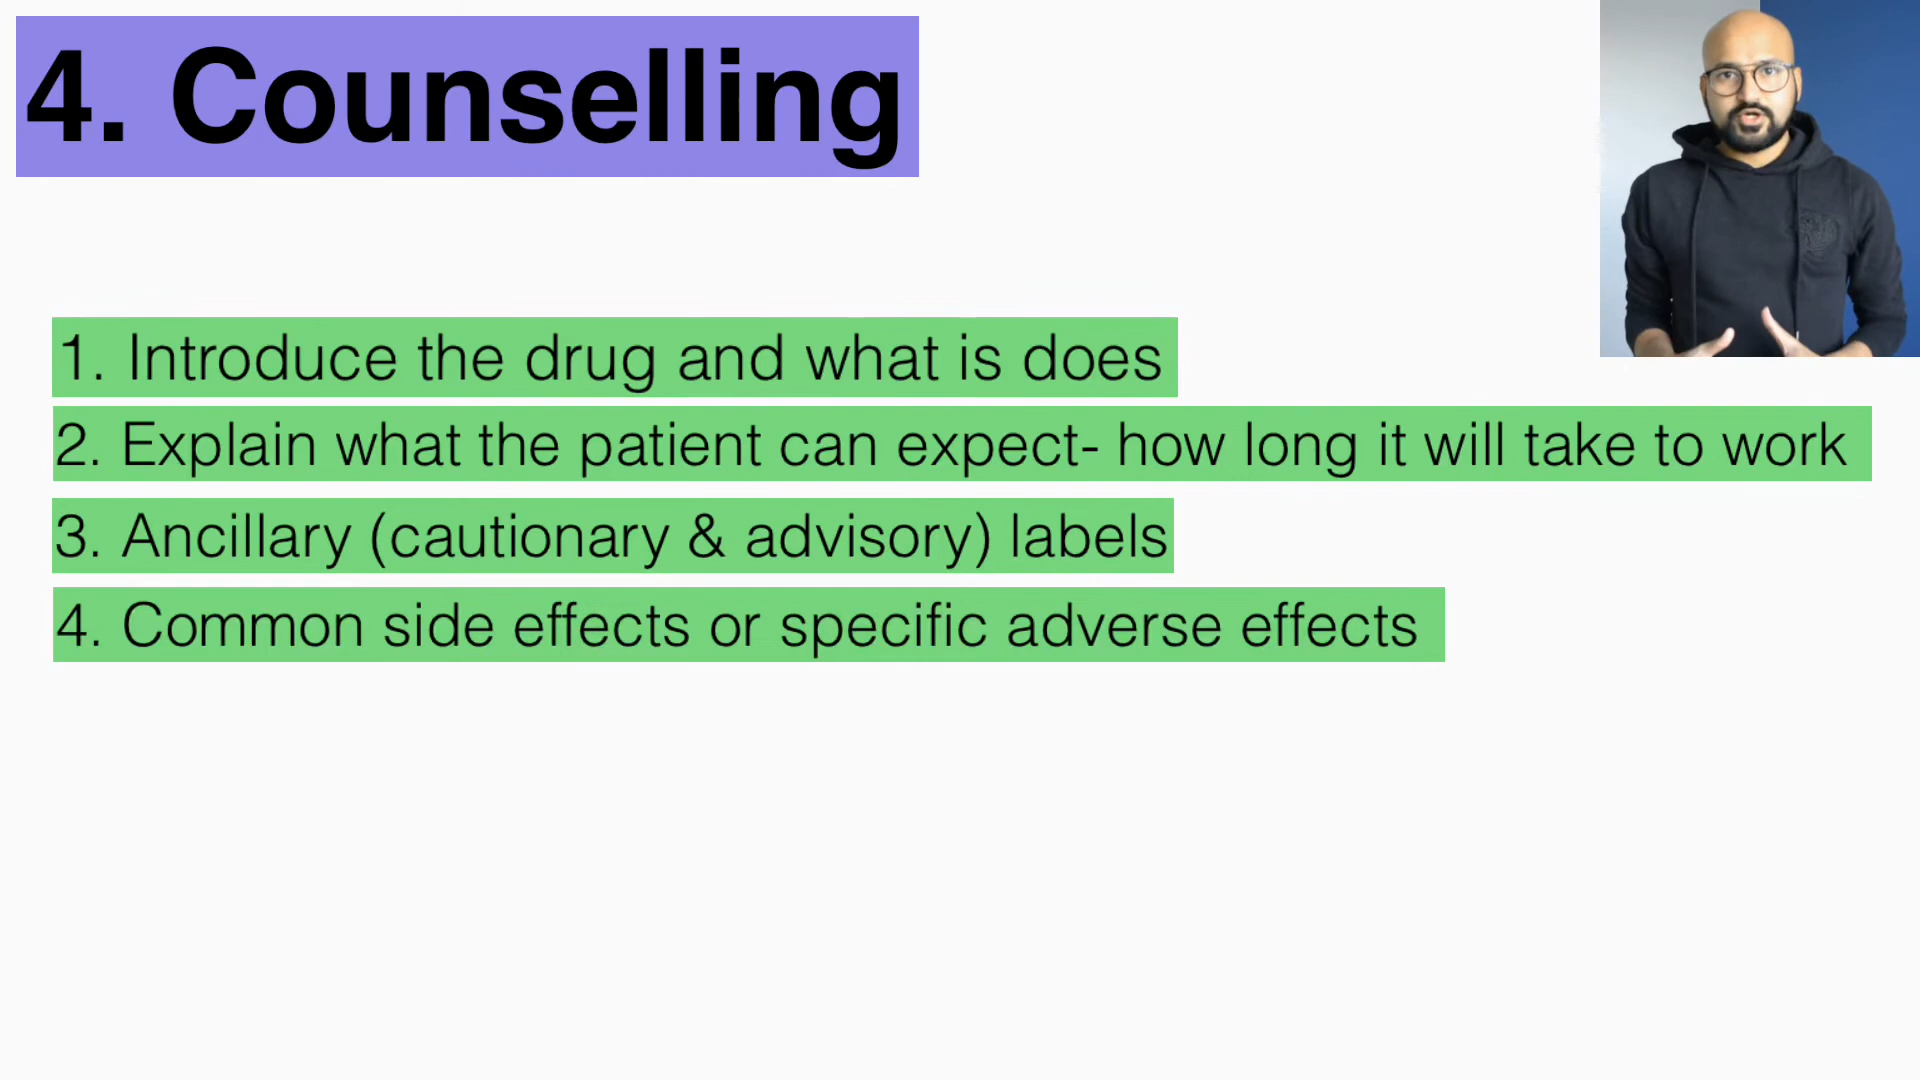 4. Counselling
1. Introduce the drug and what is does
2. Explain what the patient can expect- how long it will take to work
3. Ancillary (cautionary & advisory) labels
4. Common side effects or specific adverse effects